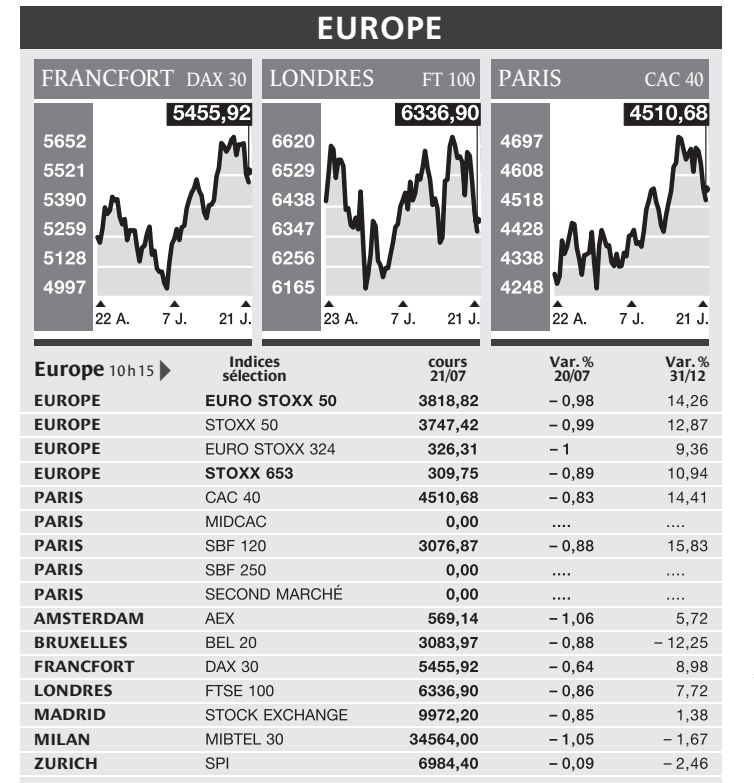 EUROPE
FRANCFORT DAX 30
5455,92
5652
5521
5390
5259
5128
4997
22 A. 7 J. 21 J.
LONDRES FT 100
6336,90
6620
6529
6438
6347
6256
6165
23 A. 7 J. 21 J.
PARIS CAC 40
4510,68
4697
4608
4518
4428
4338
4248
22 A. 7 J. 21 J.
Europe 10 h 15 Indices sélection cours 21/07 Var. % 20/07 Var. % 31/12
EUROPE EURO STOXX 50 3818,82 – 0,98 14,26
EUROPE STOXX 50 3747,42 – 0,99 12,87
EUROPE EURO STOXX 324 326,31 – 1 9,36
EUROPE STOXX 653 309,75 – 0,89 10,94
PARIS CAC 40 4510,68 – 0,83 14,41
PARIS MIDCAC 0,00 .... ....
PARIS SBF 120 3076,87 – 0,88 15,83
PARIS SBF 250 0,00 .... ....
PARIS SECOND MARCHÉ 0,00 .... ....
AMSTERDAM AEX 569,14 – 1,06 5,72
BRUXELLES BEL 20 3083,97 – 0,88 – 12,25
FRANCFORT DAX 30 5455,92 – 0,64 8,98
LONDRES FTSE 100 6336,90 – 0,86 7,72
MADRID STOCK EXCHANGE 9972,20 – 0,85 1,38
MILAN MIBTEL 30 34564,00 – 1,05 – 1,67
ZURICH SPI 6984,40 – 0,09 – 2,46